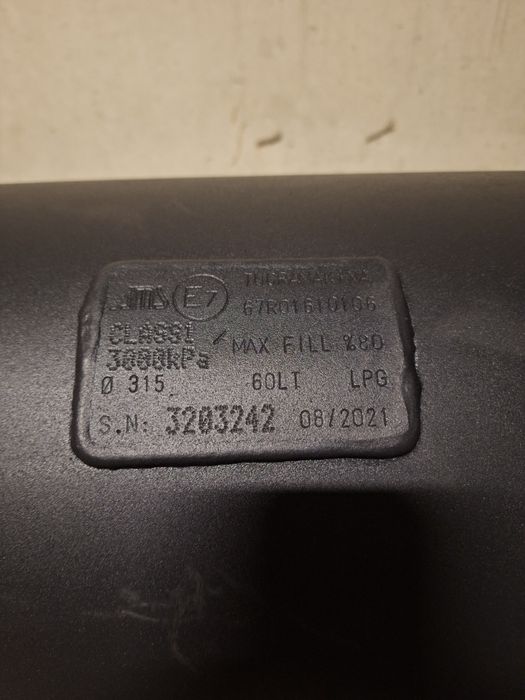 E7
67R01610106
CLASS1
3000kPa
MAX FILL %80
Ø 315 60LT LPG
S.N: 3203242 08/2021